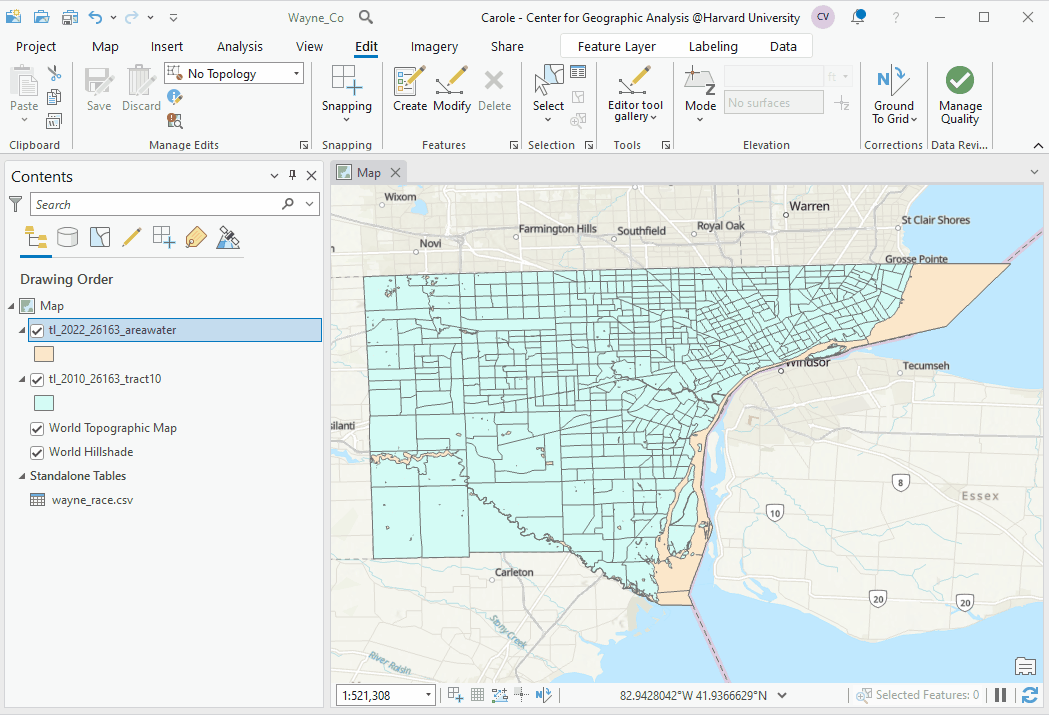 Wayne_Co
Carole - Center for Geographic Analysis @Harvard University
CV
?
Project
Map
Insert
Analysis
View
Edit
Imagery
Share
Feature Layer
Labeling
Data
Paste
Save
Discard
No Topology
Snapping
Create
Modify
Delete
Select
Editor tool
gallery
Mode
ft
No surfaces
Ground
To Grid
Manage
Quality
Clipboard
Manage Edits
Snapping
Features
Selection
Tools
Elevation
Corrections
Data Revi...
Contents
Search
Drawing Order
Map
tl_2022_26163_areawater
tl_2010_26163_tract10
World Topographic Map
World Hillshade
Standalone Tables
wayne_race.csv
Map
Wixom
Warren
St Clair Shores
Farmington Hills
Southfield
Royal Oak
Novi
Grosse Pointe
Windsor
Tecumseh
silanti
8
Essex
10
Carleton
20
20
Stony Creek
River Raisin
1:521,308
82.9428042°W 41.9366629°N
Selected Features: 0